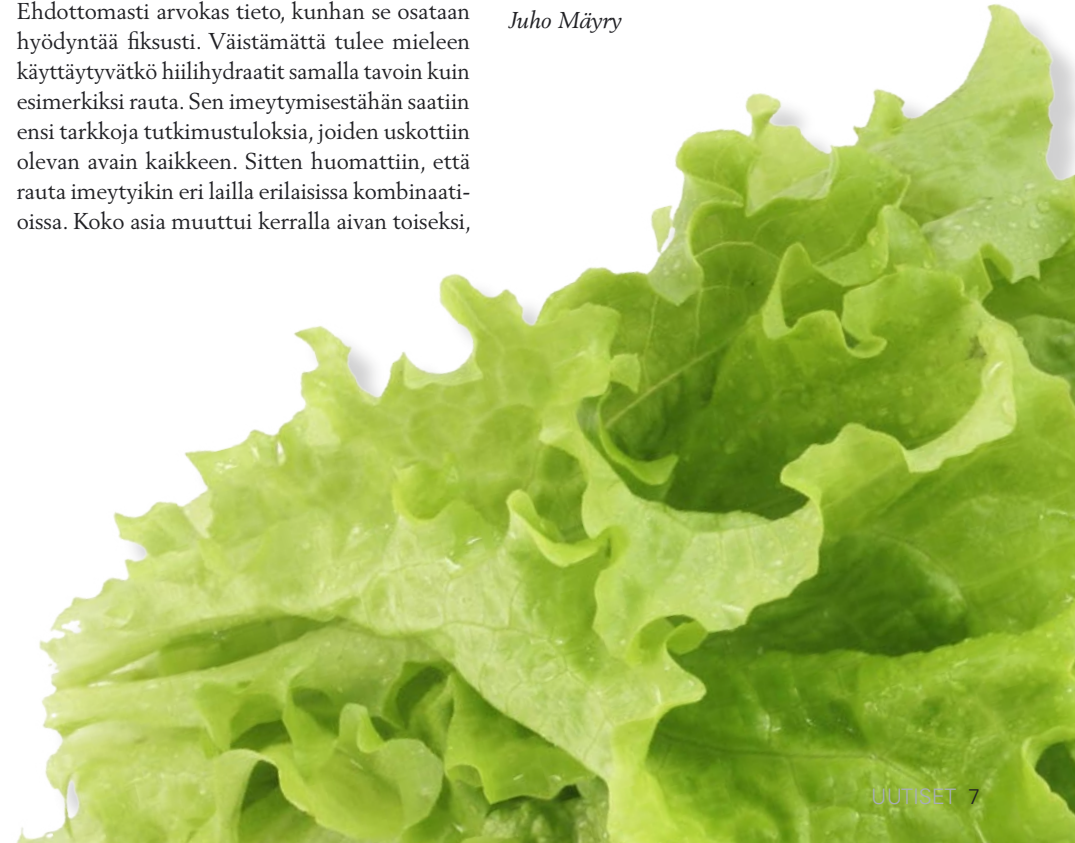 Ehdottomasti arvokas tieto, kunhan se osataan
hyödyntää fiksusti. Väistämättä tulee mieleen
käyttäytyvätkö hiilihydraatit samalla tavoin kuin
esimerkiksi rauta. Sen imeytymisestähän saatiin
ensi tarkkoja tutkimustuloksia, joiden uskottiin
olevan avain kaikkeen. Sitten huomattiin, että
rauta imeytyikin eri lailla erilaisissa kombinaati-
oissa. Koko asia muuttui kerralla aivan toiseksi,
Juho Mäyry
UUTISET 7